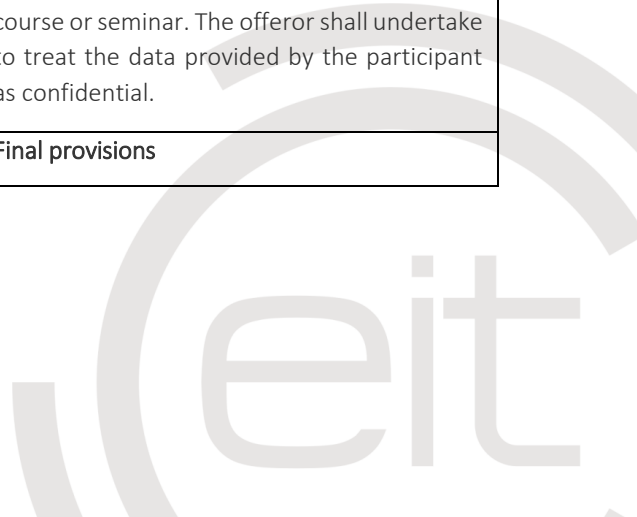 course or seminar. The offeror shall undertake
to treat the data provided by the participant
as confidential.
Final provisions
eit